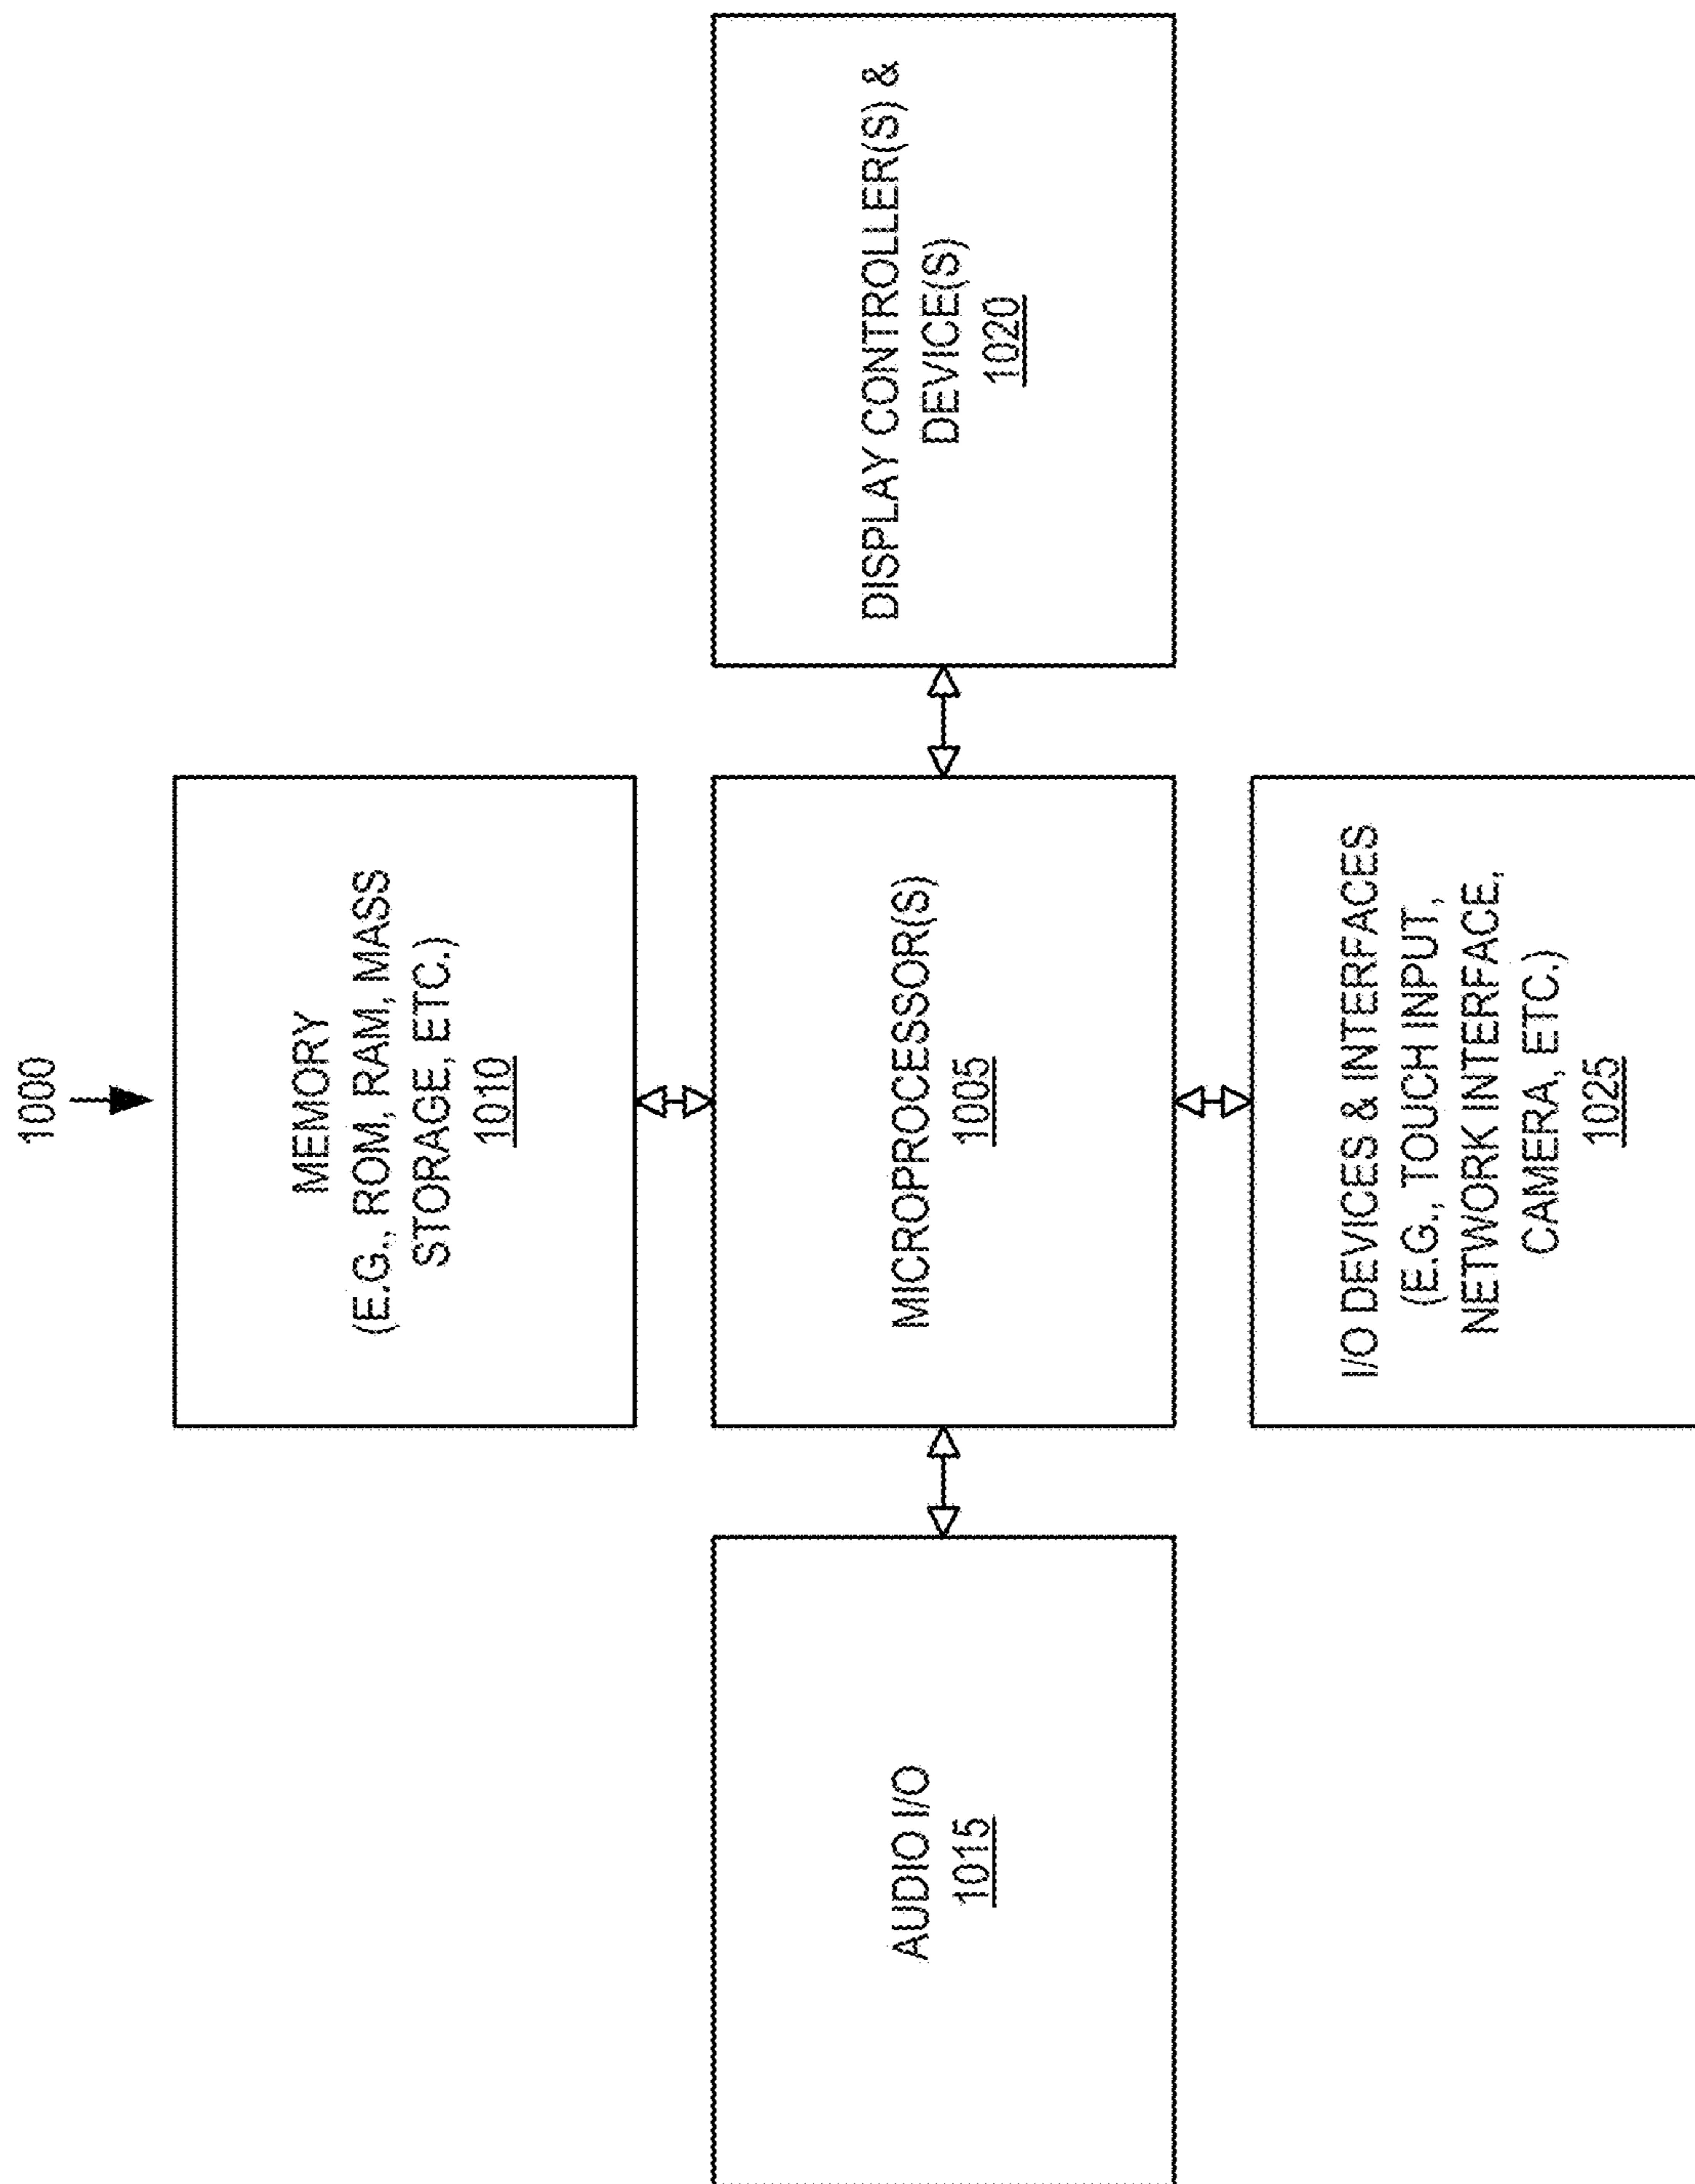 1000
MEMORY
(E.G., ROM, RAM, MASS
STORAGE, ETC.)
1010
AUDIO I/O
1015
MICROPROCESSOR(S)
1005
DISPLAY CONTROLLER(S) &
DEVICE(S)
1020
I/O DEVICES & INTERFACES
(E.G., TOUCH INPUT,
NETWORK INTERFACE,
CAMERA, ETC.)
1025